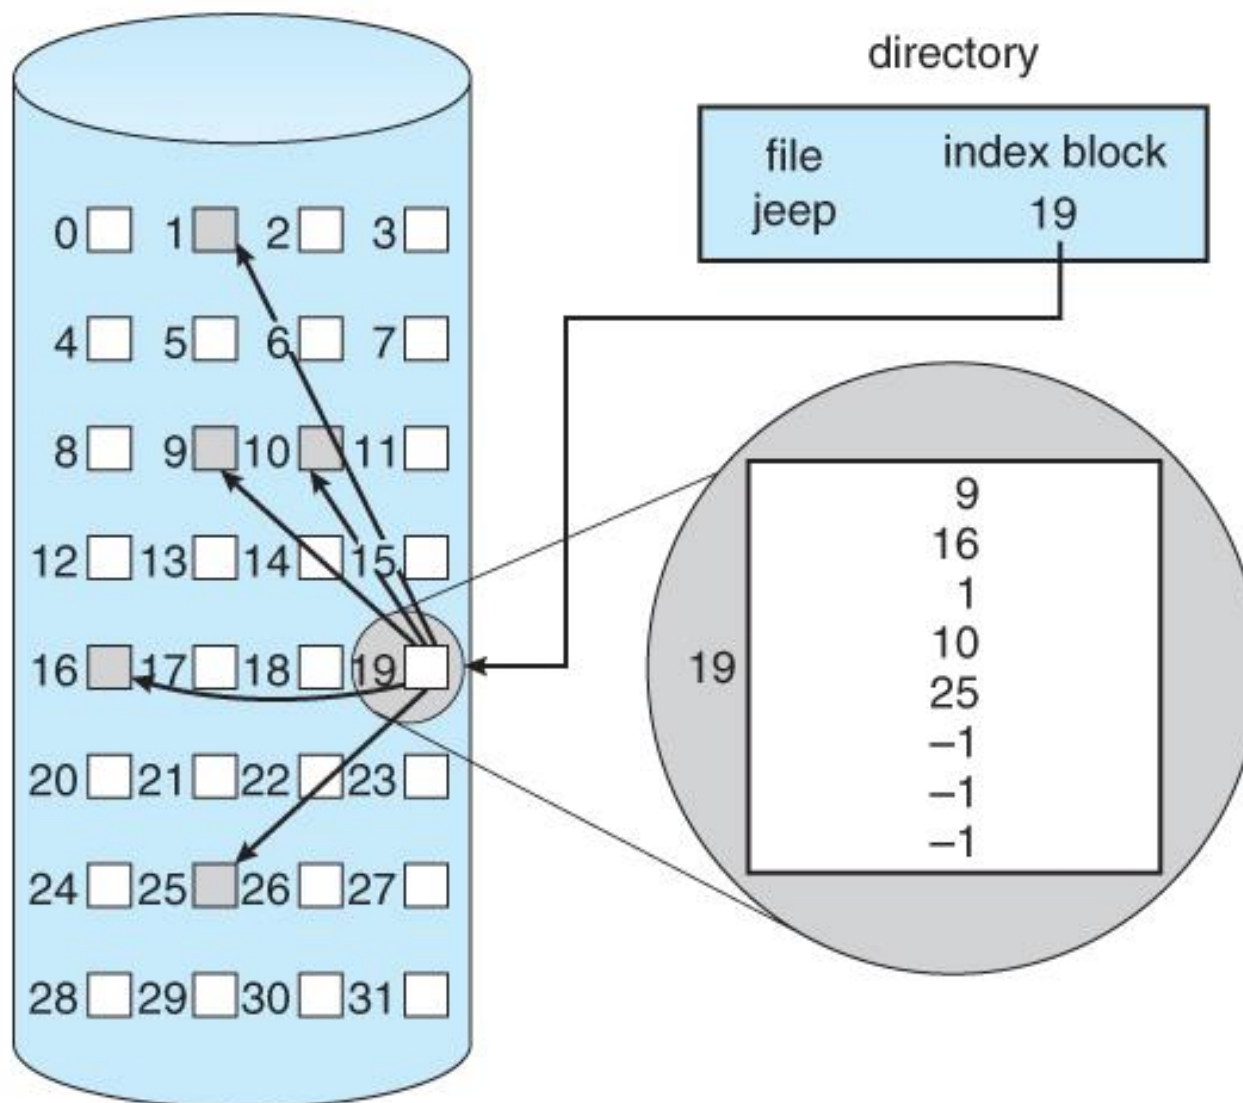 directory
file index block
jeep 19
0 1 2 3
4 5 6 7
8 9 10 11
12 13 14 15
16 17 18 19
20 21 22 23
24 25 26 27
28 29 30 31
19
9
16
1
10
25
–1
–1
–1